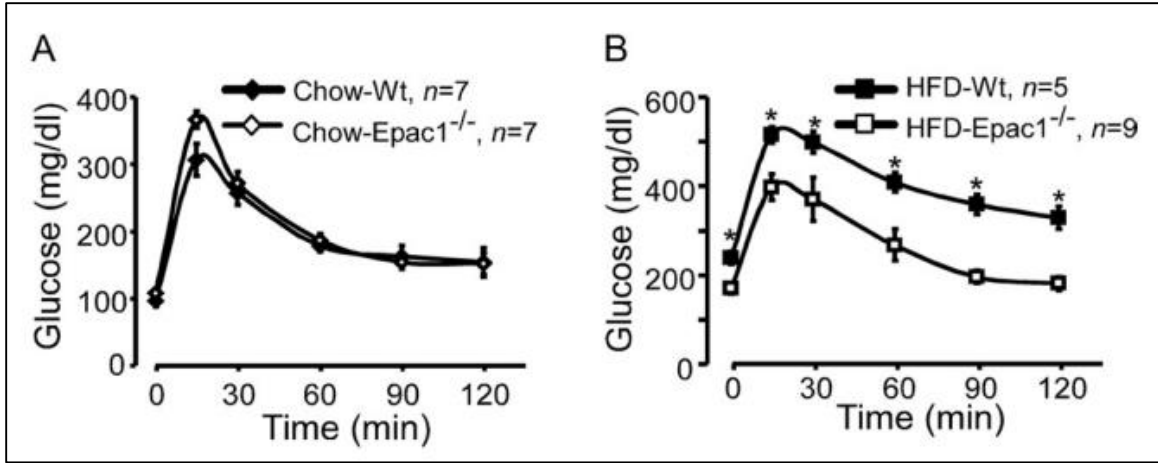 A
Chow-Wt, n=7
Chow-Epac1-/-, n=7
400
300
200
100
0
Glucose (mg/dl)
0 30 60 90 120
Time (min)
B
HFD-Wt, n=5
HFD-Epac1-/-, n=9
600
400
200
0
Glucose (mg/dl)
* * * * * *
0 30 60 90 120
Time (min)